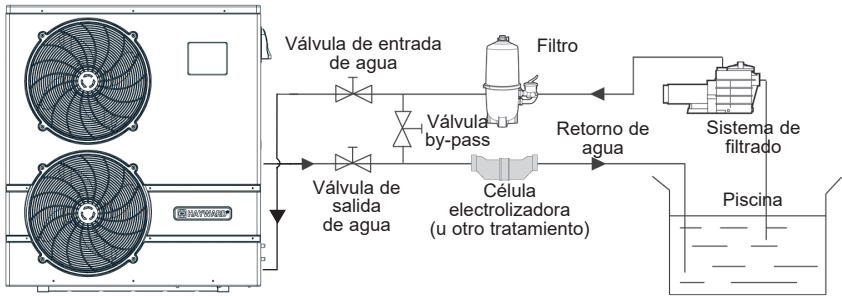 Válvula de entrada
de agua
Filtro
Válvula
by-pass
Retorno de
agua
Sistema de
filtrado
Válvula de
salida
de agua
Célula
electrolizadora
(u otro tratamiento)
Piscina
HAYWARD